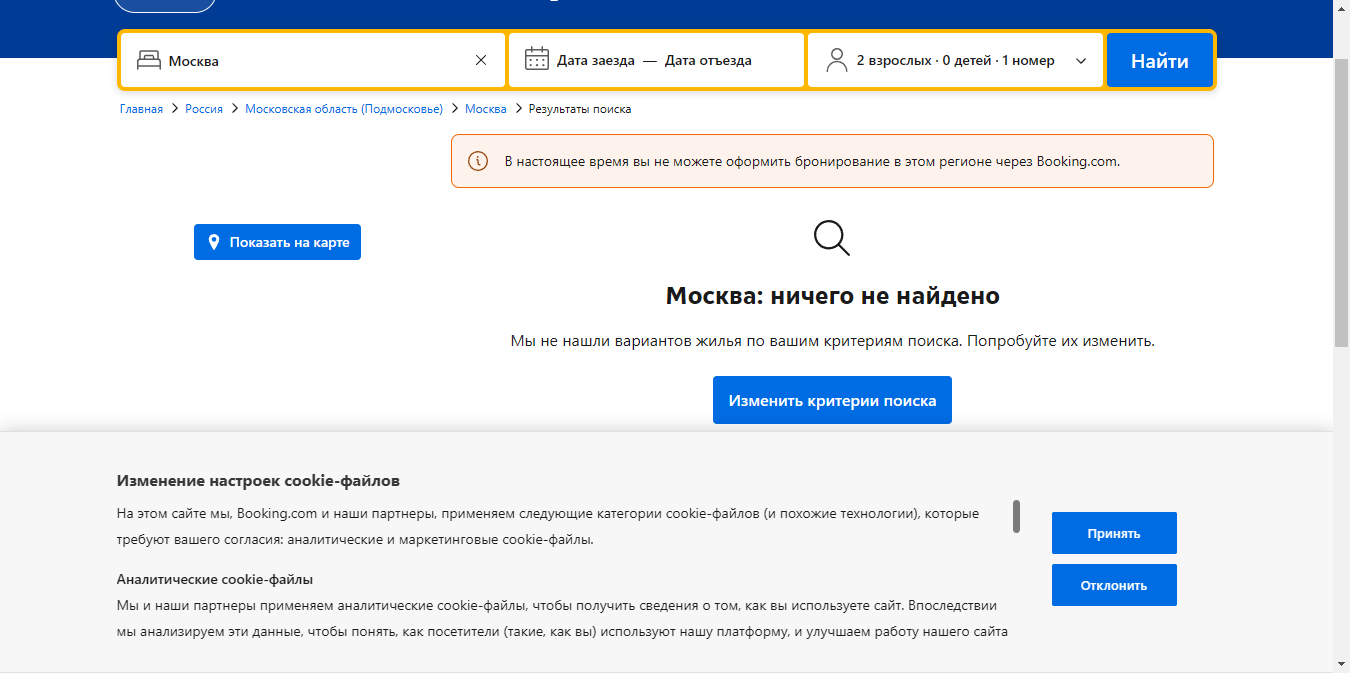 Москва
Дата заезда — Дата отъезда
2 взрослых · 0 детей · 1 номер
Найти
Главная > Россия > Московская область (Подмосковье) > Москва > Результаты поиска
В настоящее время вы не можете оформить бронирование в этом регионе через Booking.com.
Показать на карте
Москва: ничего не найдено
Мы не нашли вариантов жилья по вашим критериям поиска. Попробуйте их изменить.
Изменить критерии поиска
Изменение настроек cookie-файлов
На этом сайте мы, Booking.com и наши партнеры, применяем следующие категории cookie-файлов (и похожие технологии), которые
требуют вашего согласия: аналитические и маркетинговые cookie-файлы.
Аналитические cookie-файлы
Мы и наши партнеры применяем аналитические cookie-файлы, чтобы получить сведения о том, как вы используете сайт. Впоследствии
мы анализируем эти данные, чтобы понять, как посетители (такие, как вы) используют нашу платформу, и улучшаем работу нашего сайта
Принять
Отклонить